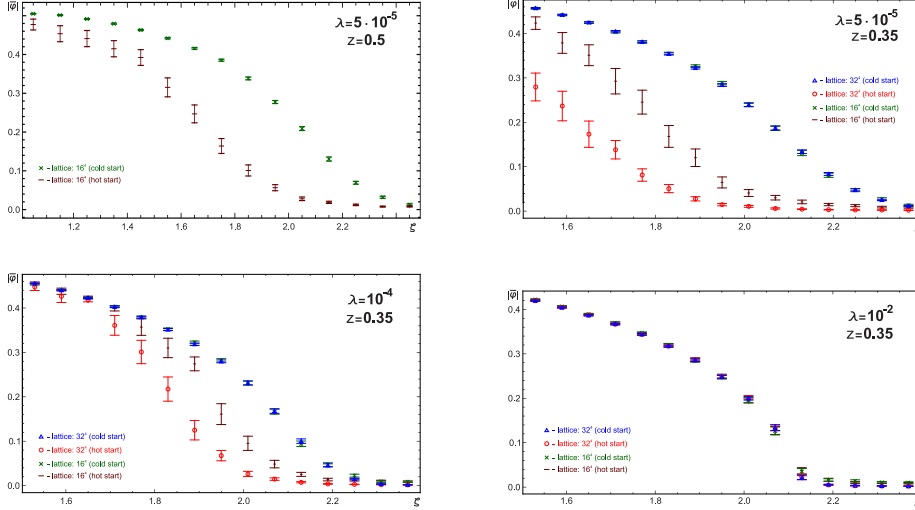 |φ̄|
λ=5·10⁻⁵
z=0.5
0.5
0.4
0.3
0.2
0.1
0.0
× – lattice: 16⁴ (cold start)
– lattice: 16⁴ (hot start)
1.2 1.4 1.6 1.8 2.0 2.2 ξ
|φ̄|
λ=5·10⁻⁵
z=0.35
0.4
0.3
0.2
0.1
0.0
– lattice: 32⁴ (cold start)
– lattice: 32⁴ (hot start)
– lattice: 16⁴ (cold start)
– lattice: 16⁴ (hot start)
1.6 1.8 2.0 2.2 ξ
|φ̄|
λ=10⁻⁴
z=0.35
0.4
0.3
0.2
0.1
0.0
– lattice: 32⁴ (cold start)
– lattice: 32⁴ (hot start)
– lattice: 16⁴ (cold start)
– lattice: 16⁴ (hot start)
1.6 1.8 2.0 2.2 ξ
|φ̄|
λ=10⁻²
z=0.35
0.4
0.3
0.2
0.1
0.0
– lattice: 32⁴ (cold start)
– lattice: 32⁴ (hot start)
– lattice: 16⁴ (cold start)
– lattice: 16⁴ (hot start)
1.6 1.8 2.0 2.2 ξ